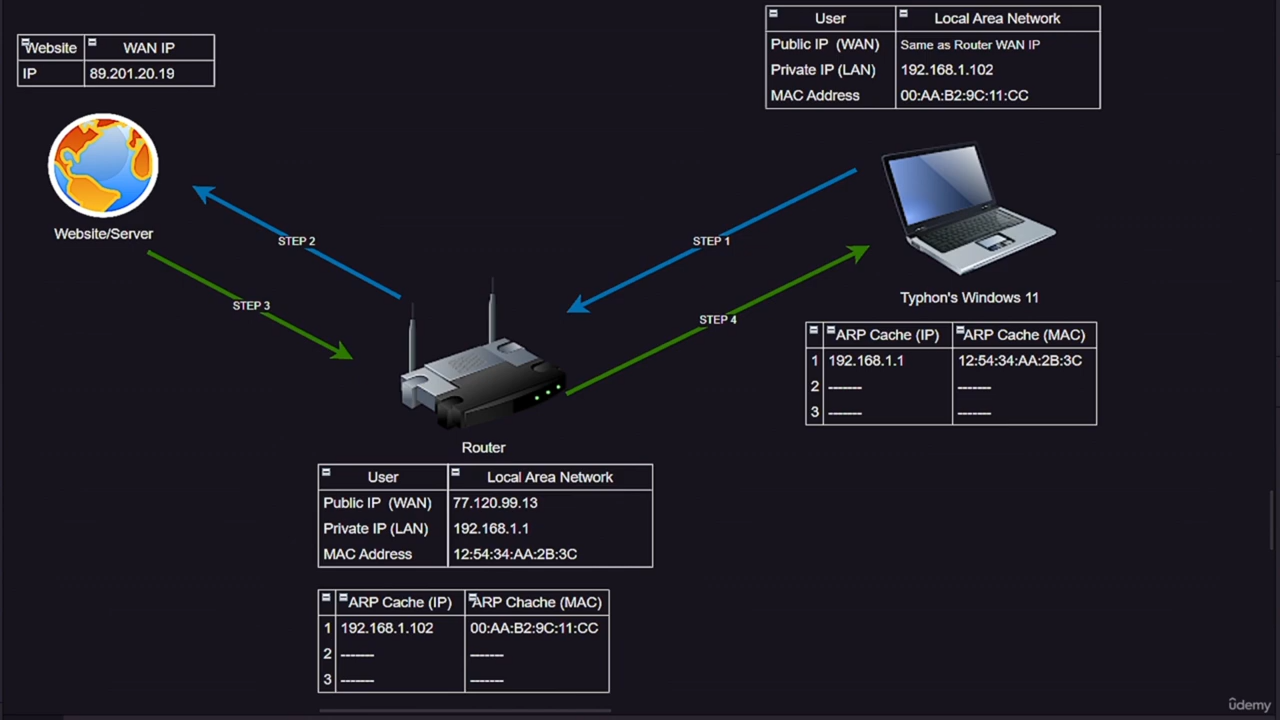 Website WAN IP
IP 89.201.20.19
Website/Server
User Local Area Network
Public IP (WAN) Same as Router WAN IP
Private IP (LAN) 192.168.1.102
MAC Address 00:AA:B2:9C:11:CC
STEP 2
STEP 1
STEP 3
STEP 4
Typhon's Windows 11
ARP Cache (IP) ARP Cache (MAC)
1 192.168.1.1 12:54:34:AA:2B:3C
2 ------- -------
3 ------- -------
Router
User Local Area Network
Public IP (WAN) 77.120.99.13
Private IP (LAN) 192.168.1.1
MAC Address 12:54:34:AA:2B:3C
ARP Cache (IP) ARP Chache (MAC)
1 192.168.1.102 00:AA:B2:9C:11:CC
2 ------- -------
3 ------- -------
ûdemy